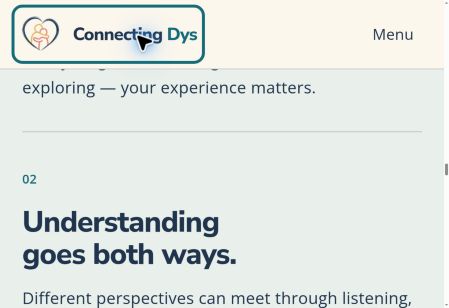 Connecting Dys
Menu
exploring — your experience matters.
02
Understanding
goes both ways.
Different perspectives can meet through listening,